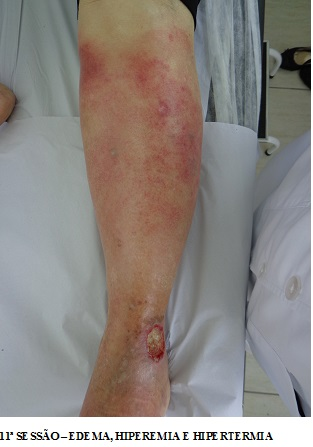 11ª SESSÃO – EDEMA, HIPEREMIA E HIPERTERMIA